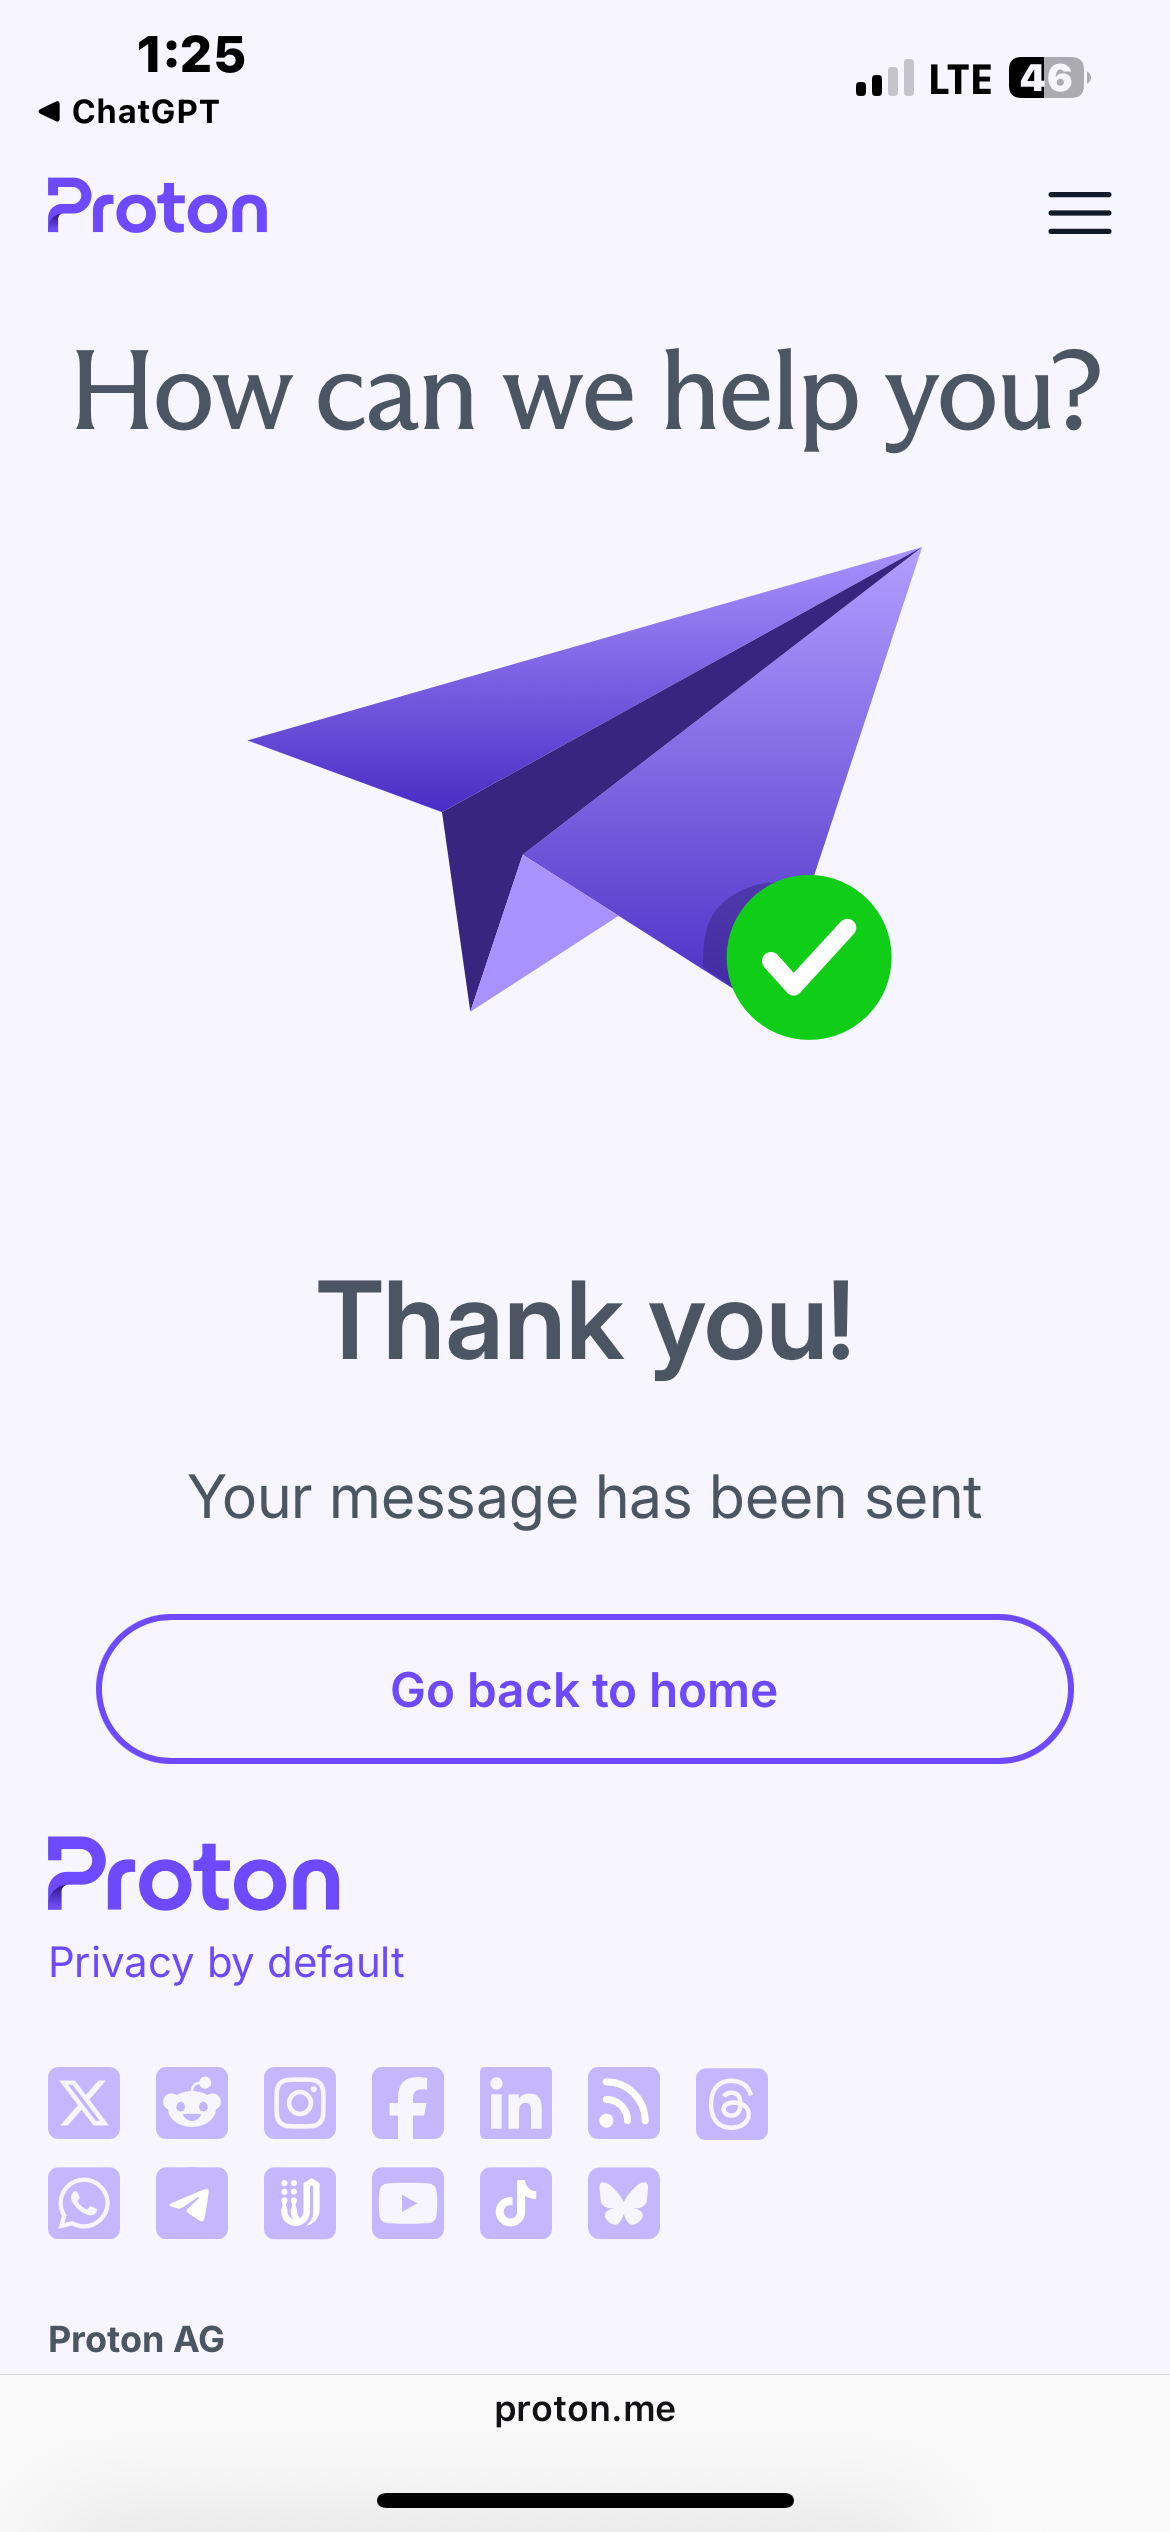 1:25
LTE
46
ChatGPT
Proton
How can we help you?
Thank you!
Your message has been sent
Go back to home
Proton
Privacy by default
Proton AG
proton.me